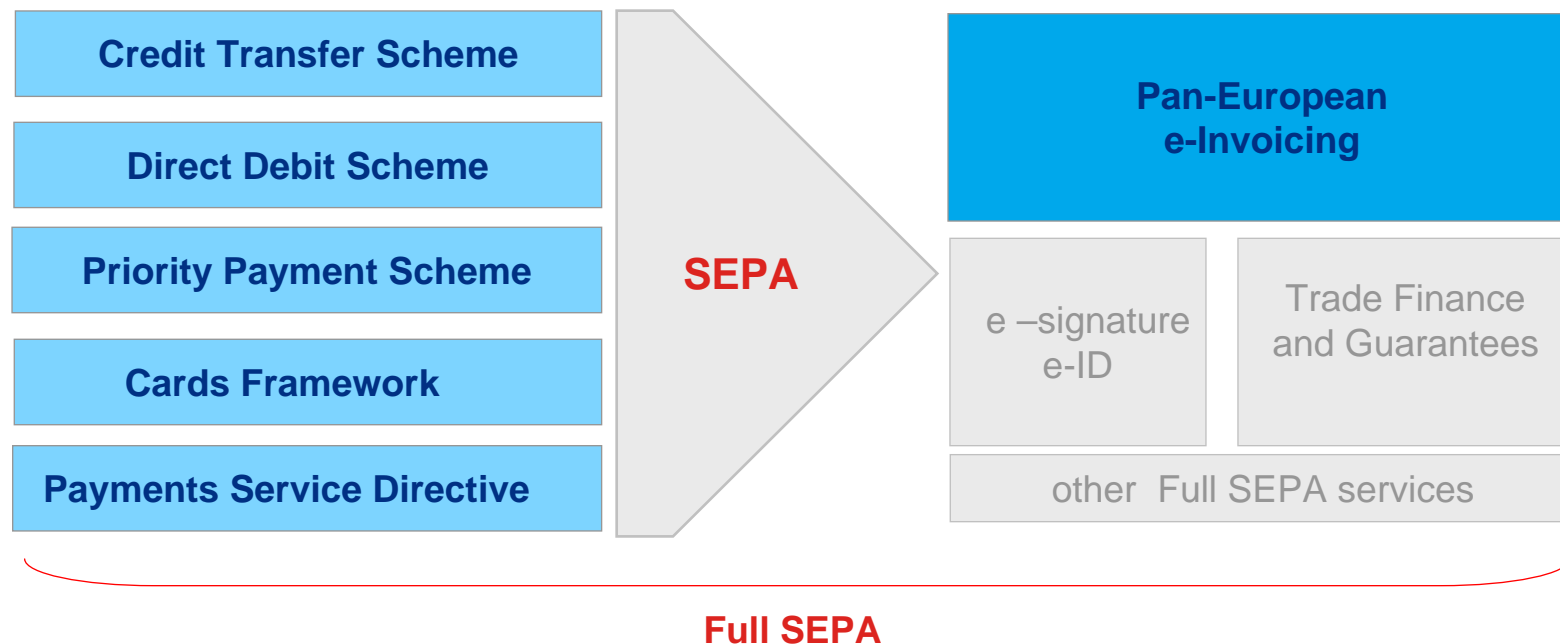 Credit Transfer Scheme
Direct Debit Scheme
Priority Payment Scheme
Cards Framework
Payments Service Directive
SEPA
Pan-European
e-Invoicing
e –signature
e-ID
Trade Finance
and Guarantees
other Full SEPA services
Full SEPA